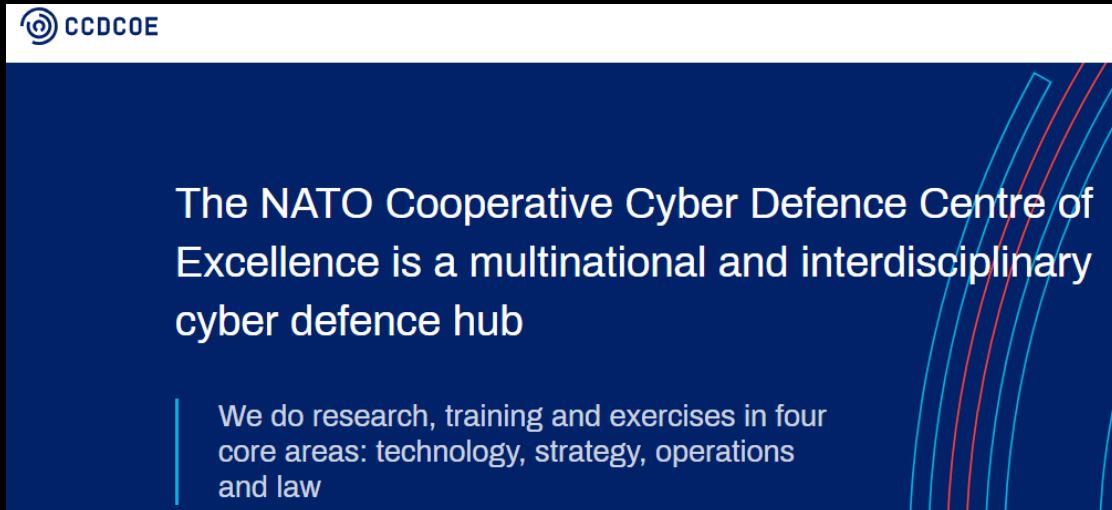 CCDCOE
The NATO Cooperative Cyber Defence Centre of
Excellence is a multinational and interdisciplinary
cyber defence hub
We do research, training and exercises in four
core areas: technology, strategy, operations
and law